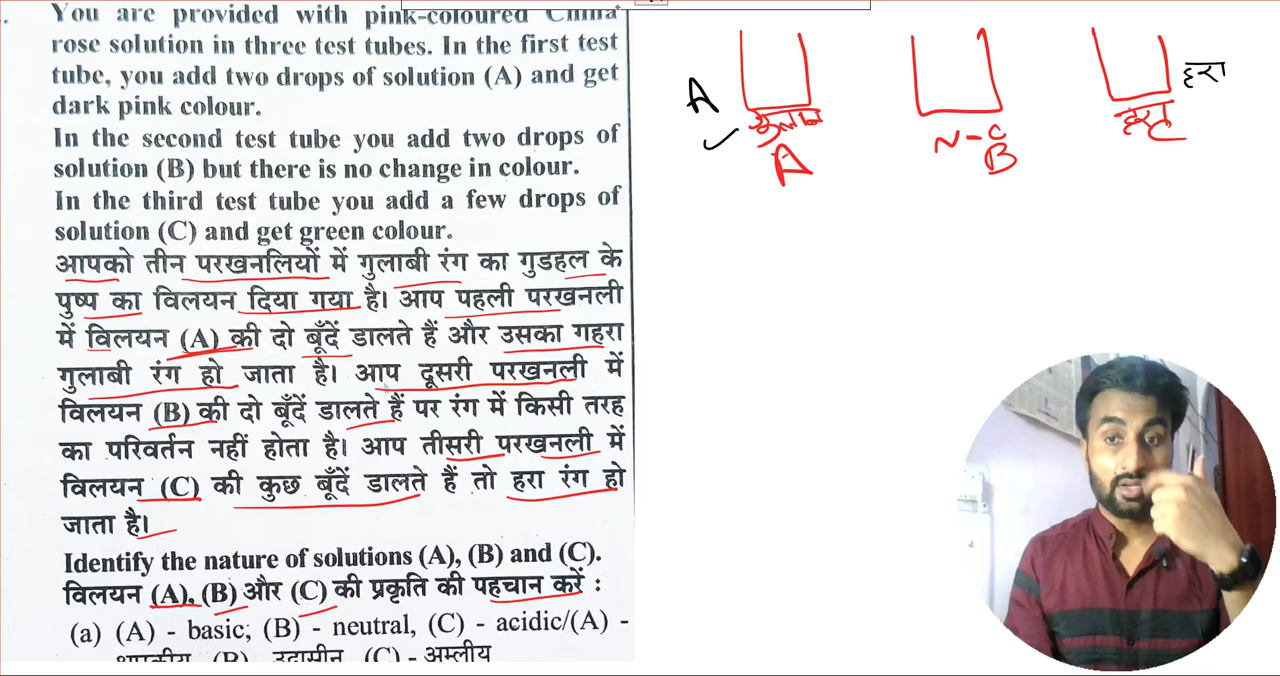 You are provided with pink-coloured China
rose solution in three test tubes. In the first test
tube, you add two drops of solution (A) and get
dark pink colour.
In the second test tube you add two drops of
solution (B) but there is no change in colour.
In the third test tube you add a few drops of
solution (C) and get green colour.
आपको तीन परखनलियों में गुलाबी रंग का गुडहल के
पुष्प का विलयन दिया गया है। आप पहली परखनली
में विलयन (A) की दो बूँदें डालते हैं और उसका गहरा
गुलाबी रंग हो जाता है। आप दूसरी परखनली में
विलयन (B) की दो बूँदें डालते हैं पर रंग में किसी तरह
का परिवर्तन नहीं होता है। आप तीसरी परखनली में
विलयन (C) की कुछ बूँदें डालते हैं तो हरा रंग हो
जाता है।
Identify the nature of solutions (A), (B) and (C).
विलयन (A), (B) और (C) की प्रकृति की पहचान करें :
(a) (A) - basic; (B) - neutral, (C) - acidic/(A) -
(B) उदासीन (C) - अम्लीय
A
A
N - C
B
हरा